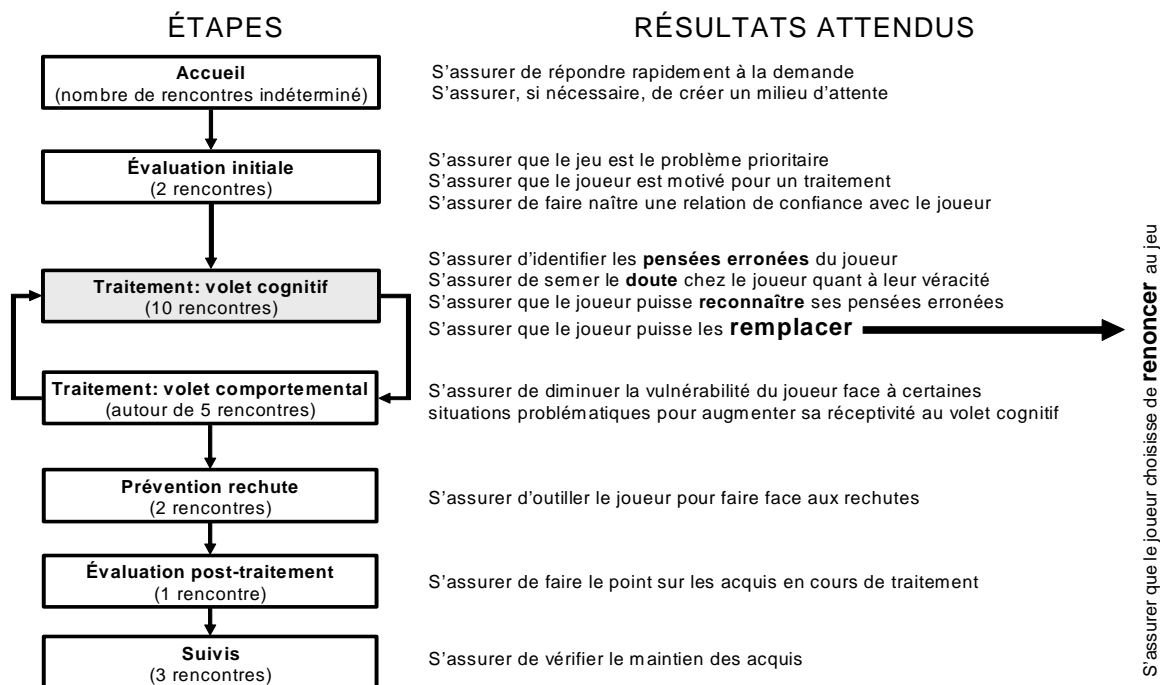 ÉTAPES
RÉSULTATS ATTENDUS
Accueil
(nombre de rencontres indéterminé)
S'assurer de répondre rapidement à la demande
S'assurer, si nécessaire, de créer un milieu d'attente
Évaluation initiale
(2 rencontres)
S'assurer que le jeu est le problème prioritaire
S'assurer que le joueur est motivé pour un traitement
S'assurer de faire naître une relation de confiance avec le joueur
Traitement: volet cognitif
(10 rencontres)
S'assurer d'identifier les pensées erronées du joueur
S'assurer de semer le doute chez le joueur quant à leur véracité
S'assurer que le joueur puisse reconnaître ses pensées erronées
S'assurer que le joueur puisse les remplacer
Traitement: volet comportemental
(autour de 5 rencontres)
S'assurer de diminuer la vulnérabilité du joueur face à certaines
situations problématiques pour augmenter sa réceptivité au volet cognitif
Prévention rechute
(2 rencontres)
S'assurer d'outiller le joueur pour faire face aux rechutes
Évaluation post-traitement
(1 rencontre)
S'assurer de faire le point sur les acquis en cours de traitement
Suivis
(3 rencontres)
S'assurer de vérifier le maintien des acquis
S'assurer que le joueur choisisse de renoncer au jeu